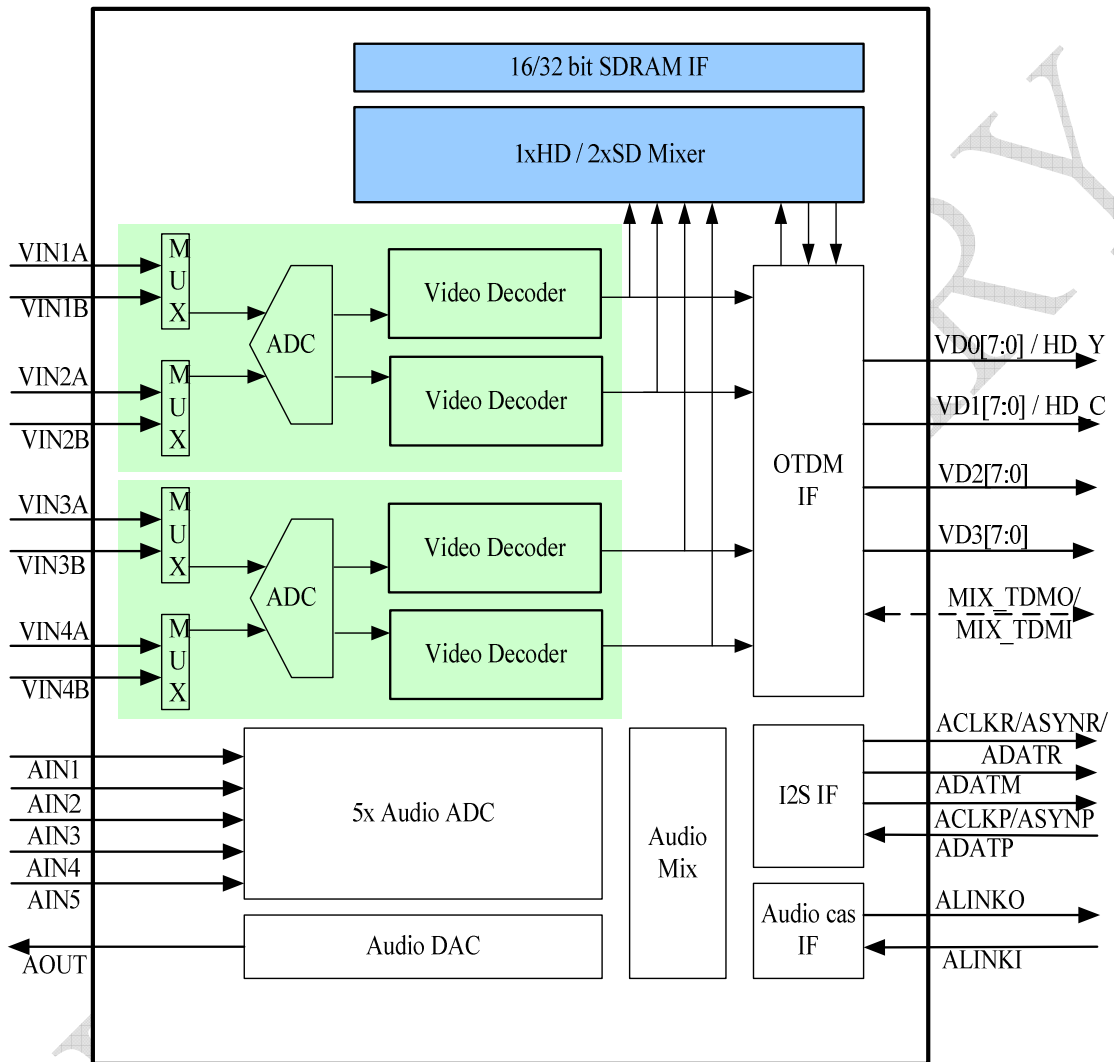 16/32 bit SDRAM IF
1xHD / 2xSD Mixer
VIN1A
VIN1B
VIN2A
VIN2B
M
U
X
M
U
X
ADC
Video Decoder
Video Decoder
VIN3A
VIN3B
VIN4A
VIN4B
M
U
X
M
U
X
ADC
Video Decoder
Video Decoder
OTDM
IF
VD0[7:0] / HD_Y
VD1[7:0] / HD_C
VD2[7:0]
VD3[7:0]
MIX_TDMO/
MIX_TDMI
AIN1
AIN2
AIN3
AIN4
AIN5
AOUT
5x Audio ADC
Audio DAC
Audio
Mix
I2S IF
Audio cas
IF
ACLKR/ASYNR/
ADATR
ADATM
ACLKP/ASYNP
ADATP
ALINKO
ALINKI
RY